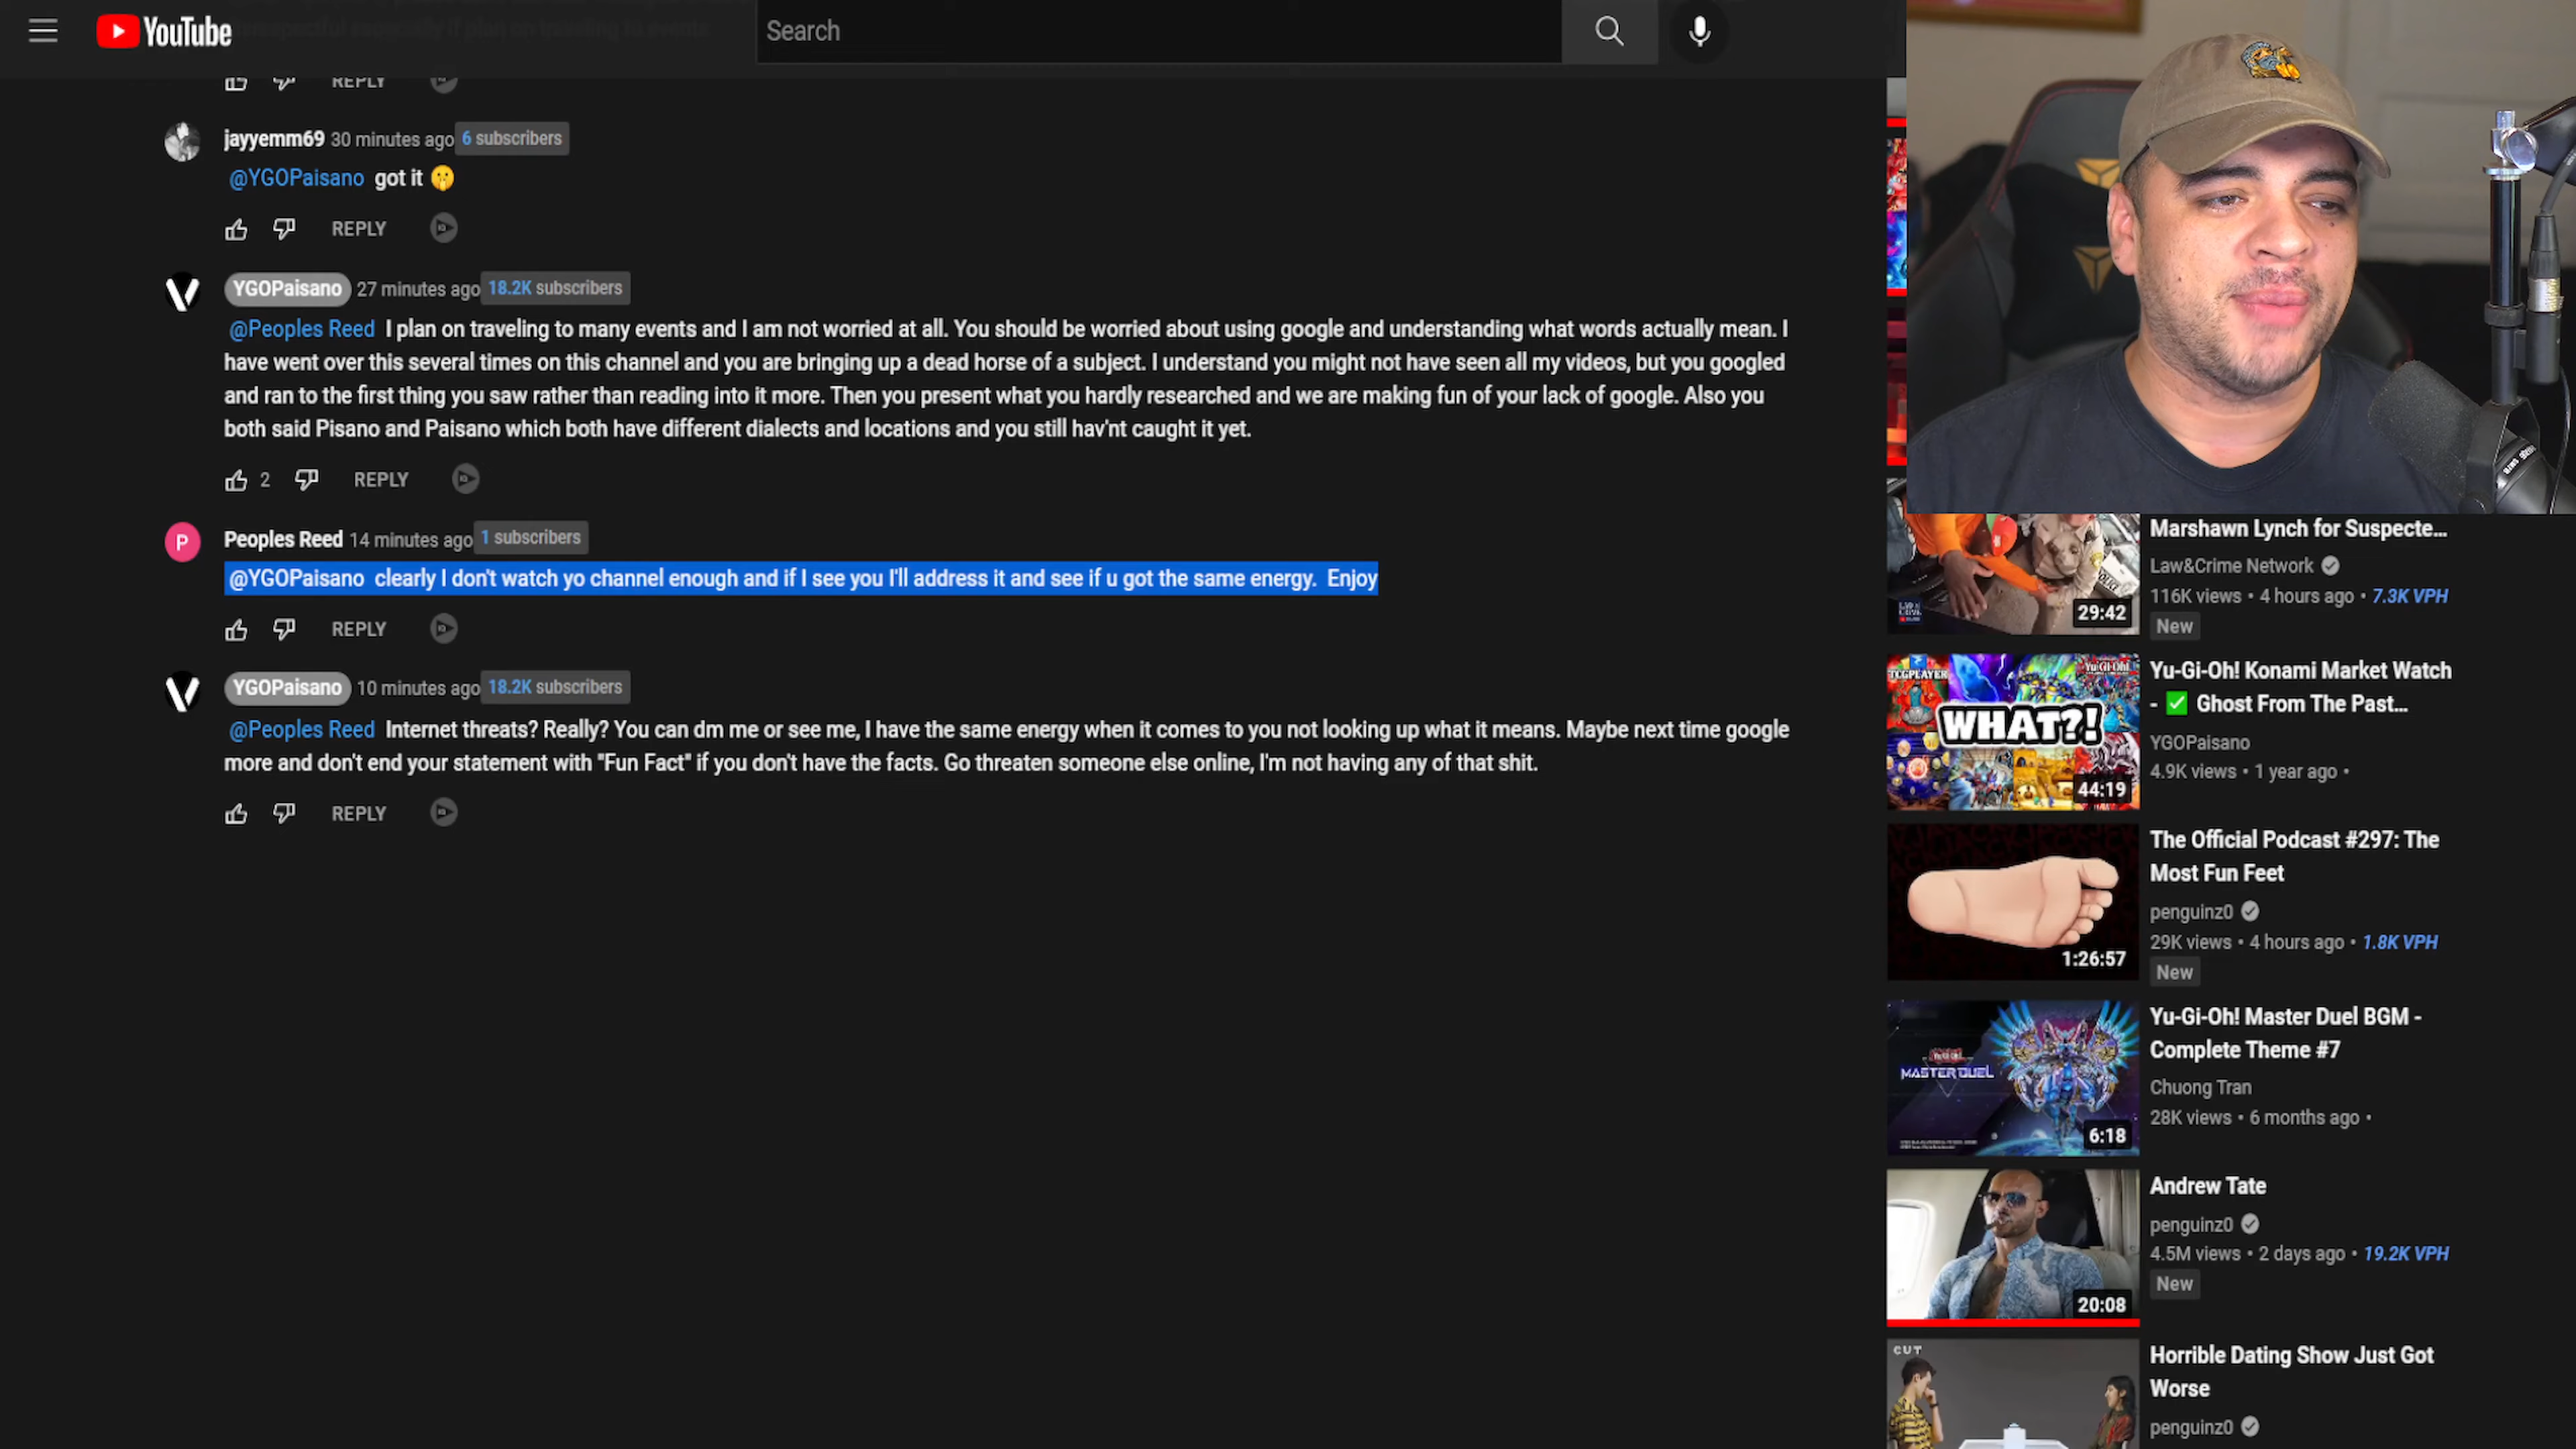 YouTube
Search
REPLY
jayyemm69 30 minutes ago 6 subscribers
@YGOPaisano got it 🤫
REPLY
YGOPaisano 27 minutes ago 18.2K subscribers
@Peoples Reed I plan on traveling to many events and I am not worried at all. You should be worried about using google and understanding what words actually mean. I
have went over this several times on this channel and you are bringing up a dead horse of a subject. I understand you might not have seen all my videos, but you googled
and ran to the first thing you saw rather than reading into it more. Then you present what you hardly researched and we are making fun of your lack of google. Also you
both said Pisano and Paisano which both have different dialects and locations and you still hav'nt caught it yet.
2 REPLY
P
Peoples Reed 14 minutes ago 1 subscribers
@YGOPaisano clearly I don't watch yo channel enough and if I see you I'll address it and see if u got the same energy. Enjoy
REPLY
YGOPaisano 10 minutes ago 18.2K subscribers
@Peoples Reed Internet threats? Really? You can dm me or see me, I have the same energy when it comes to you not looking up what it means. Maybe next time google
more and don't end your statement with "Fun Fact" if you don't have the facts. Go threaten someone else online, I'm not having any of that shit.
REPLY
Marshawn Lynch for Suspecte...
Law&Crime Network
116K views • 4 hours ago • 7.3K VPH
New
29:42
Yu-Gi-Oh! Konami Market Watch
- ✅ Ghost From The Past...
YGOPaisano
4.9K views • 1 year ago •
TCGPLAYER
Yu-Gi-Oh!
WHAT?!
44:19
The Official Podcast #297: The
Most Fun Feet
penguinz0
29K views • 4 hours ago • 1.8K VPH
New
1:26:57
Yu-Gi-Oh! Master Duel BGM -
Complete Theme #7
Chuong Tran
28K views • 6 months ago •
Yu-Gi-Oh!
MASTER DUEL
6:18
Andrew Tate
penguinz0
4.5M views • 2 days ago • 19.2K VPH
New
20:08
CUT
Horrible Dating Show Just Got
Worse
penguinz0